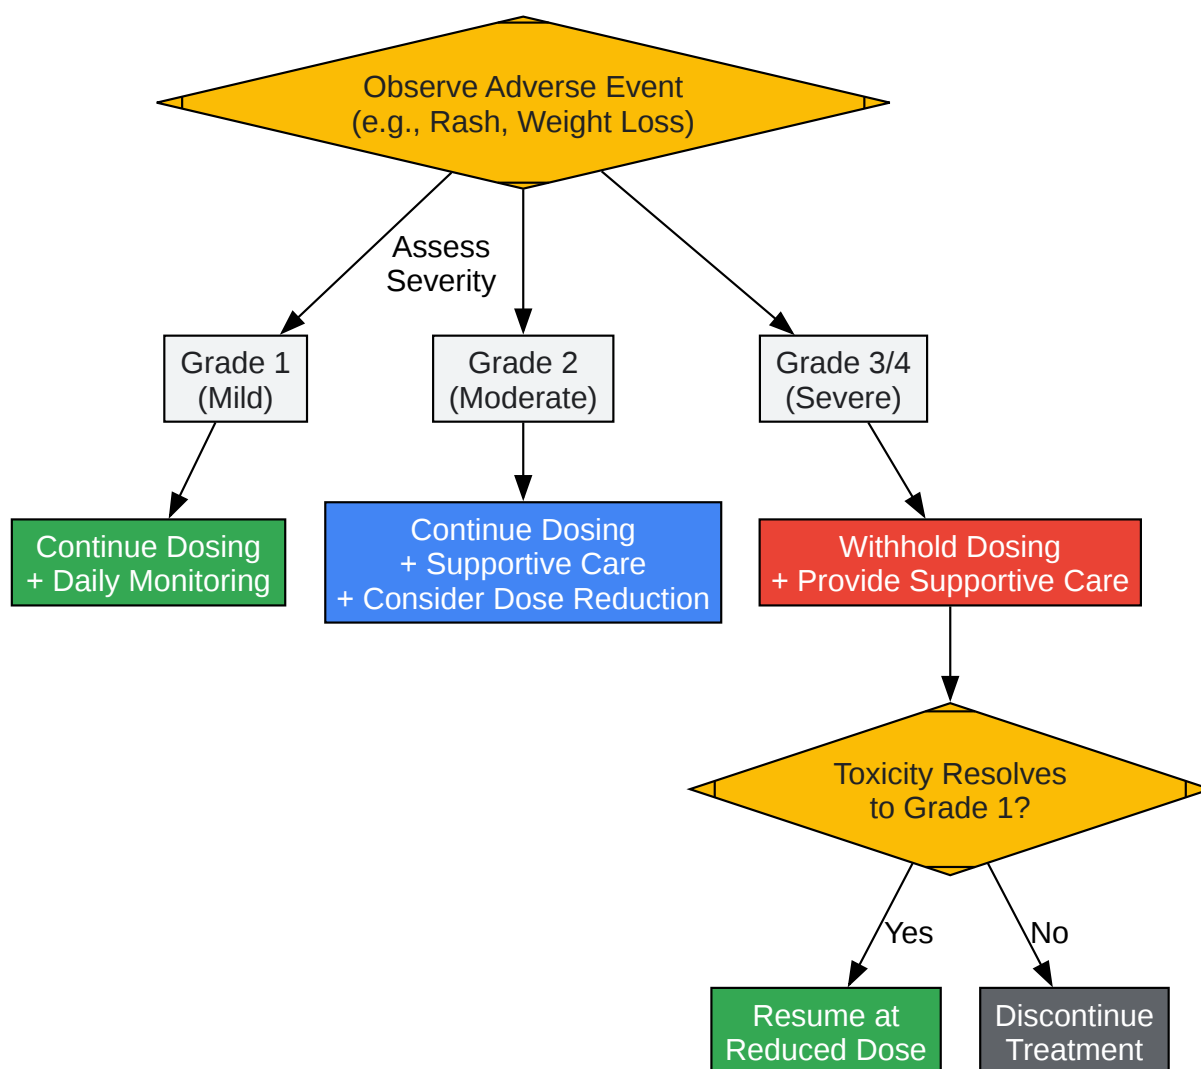 Observe Adverse Event
(e.g., Rash, Weight Loss)
Assess
Severity
Grade 1
(Mild)
Grade 2
(Moderate)
Grade 3/4
(Severe)
Continue Dosing
+ Daily Monitoring
Continue Dosing
+ Supportive Care
+ Consider Dose Reduction
Withhold Dosing
+ Provide Supportive Care
Toxicity Resolves
to Grade 1?
Yes
No
Resume at
Reduced Dose
Discontinue
Treatment